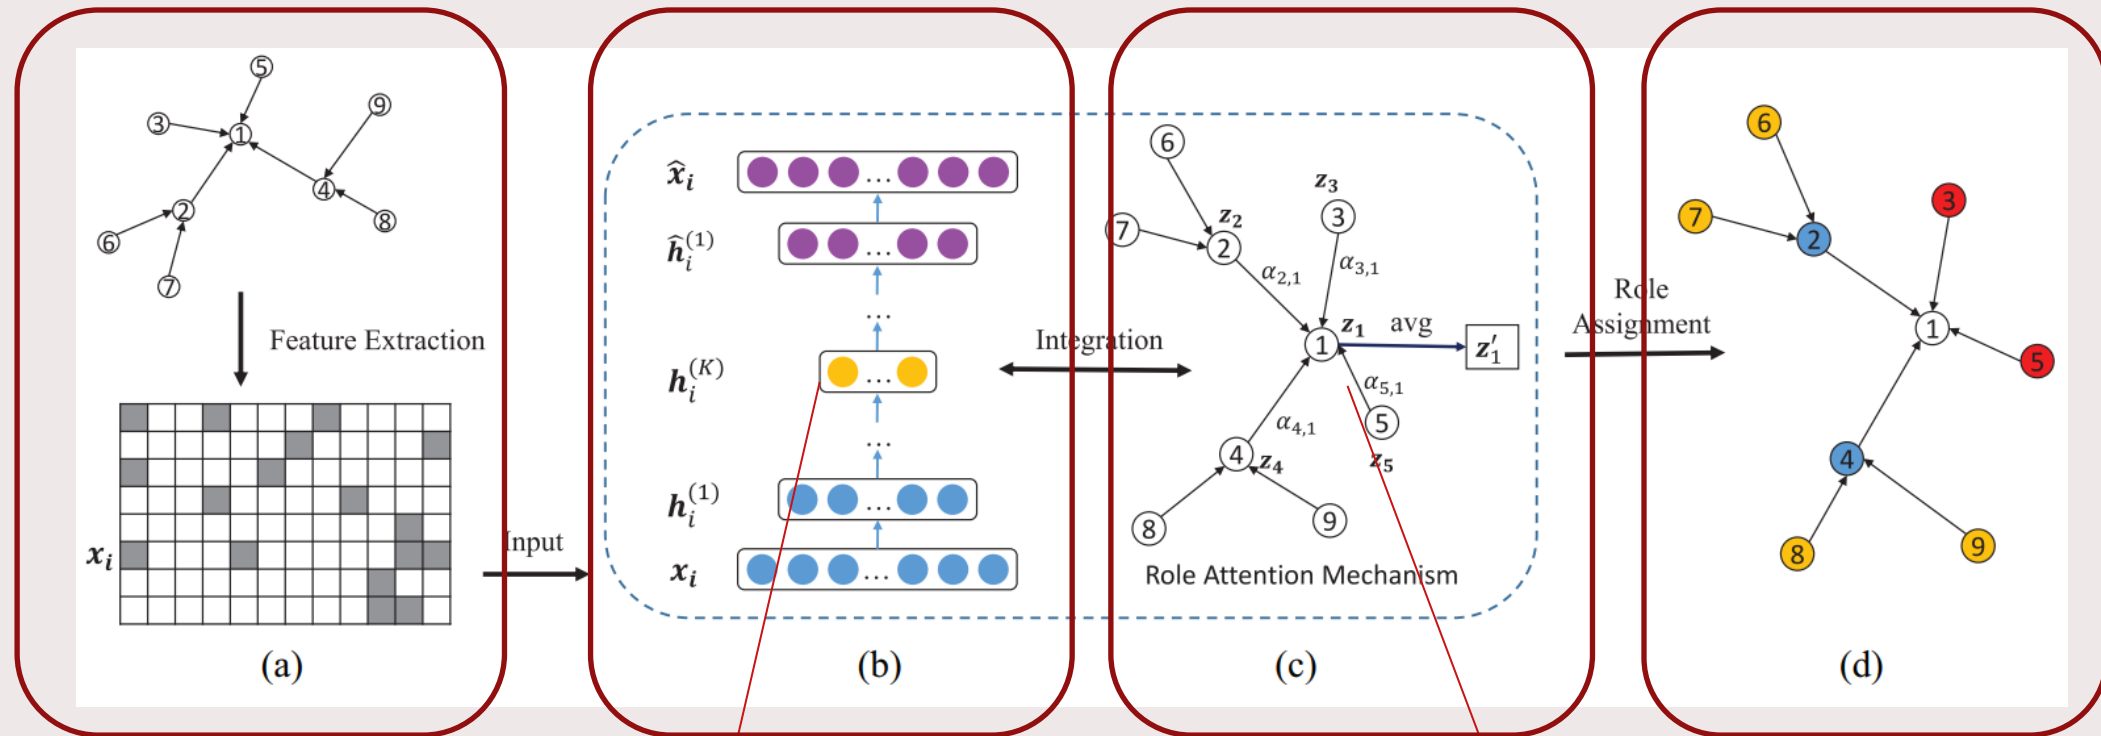 5
9
3
1
4
2
8
6
7
Feature Extraction
x_i
(a)
Input
x̂_i
ĥ_i^(1)
...
...
h_i^(K)
...
...
h_i^(1)
...
x_i
...
(b)
Integration
6
z_3
3
z_2
7
2
α_2,1
α_3,1
z_1
avg
1
z′_1
α_5,1
5
α_4,1
4
z_4
z_5
8
9
Role Attention Mechanism
(c)
Role
Assignment
6
3
7
2
1
5
4
8
9
(d)